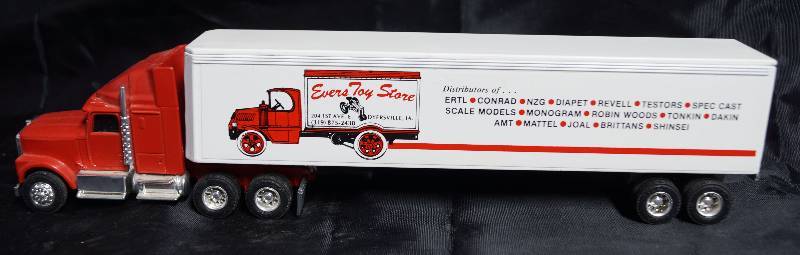 Evers Toy Store
204 1ST AVE. E. DYERSVILLE, IA.
(319) 875-2438
Distributors of . . .
ERTL ● CONRAD ● NZG ● DIAPET ● REVELL ● TESTORS ● SPEC CAST
SCALE MODELS ● MONOGRAM ● ROBIN WOODS ● TONKIN ● DAKIN
AMT ● MATTEL ● JOAL ● BRITTANS ● SHINSEI